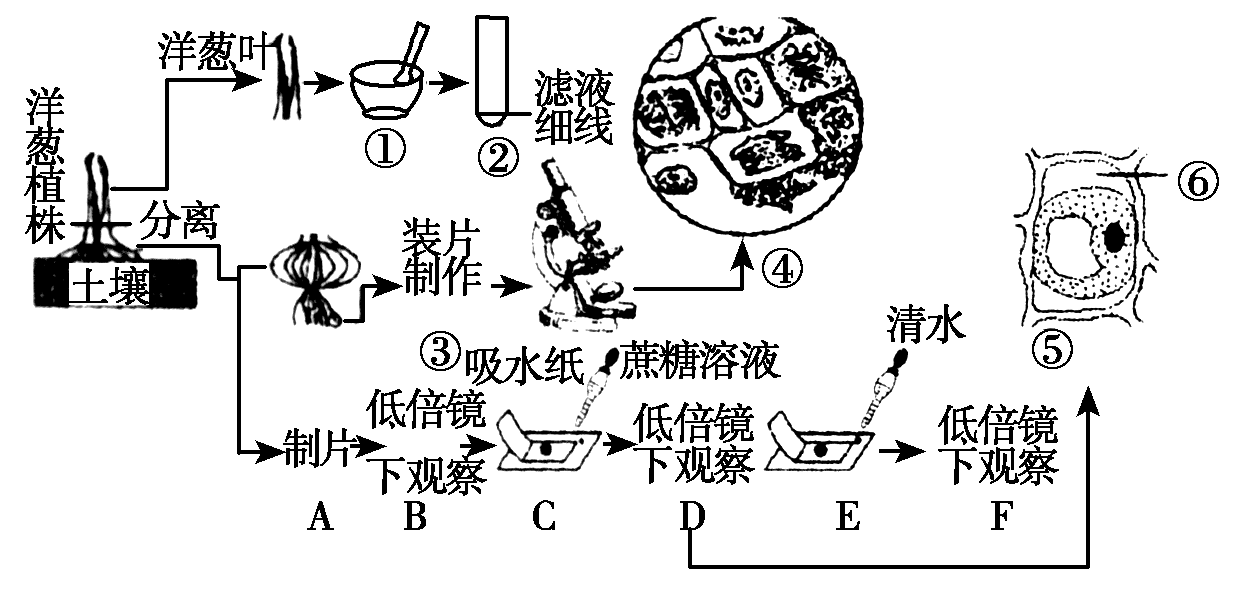 洋葱叶
①
②
滤液
细线
洋葱植株
分离
土壤
装片
制作
③
④
⑤
⑥
吸水纸
蔗糖溶液
清水
制片
低倍镜
下观察
低倍镜
下观察
低倍镜
下观察
A
B
C
D
E
F